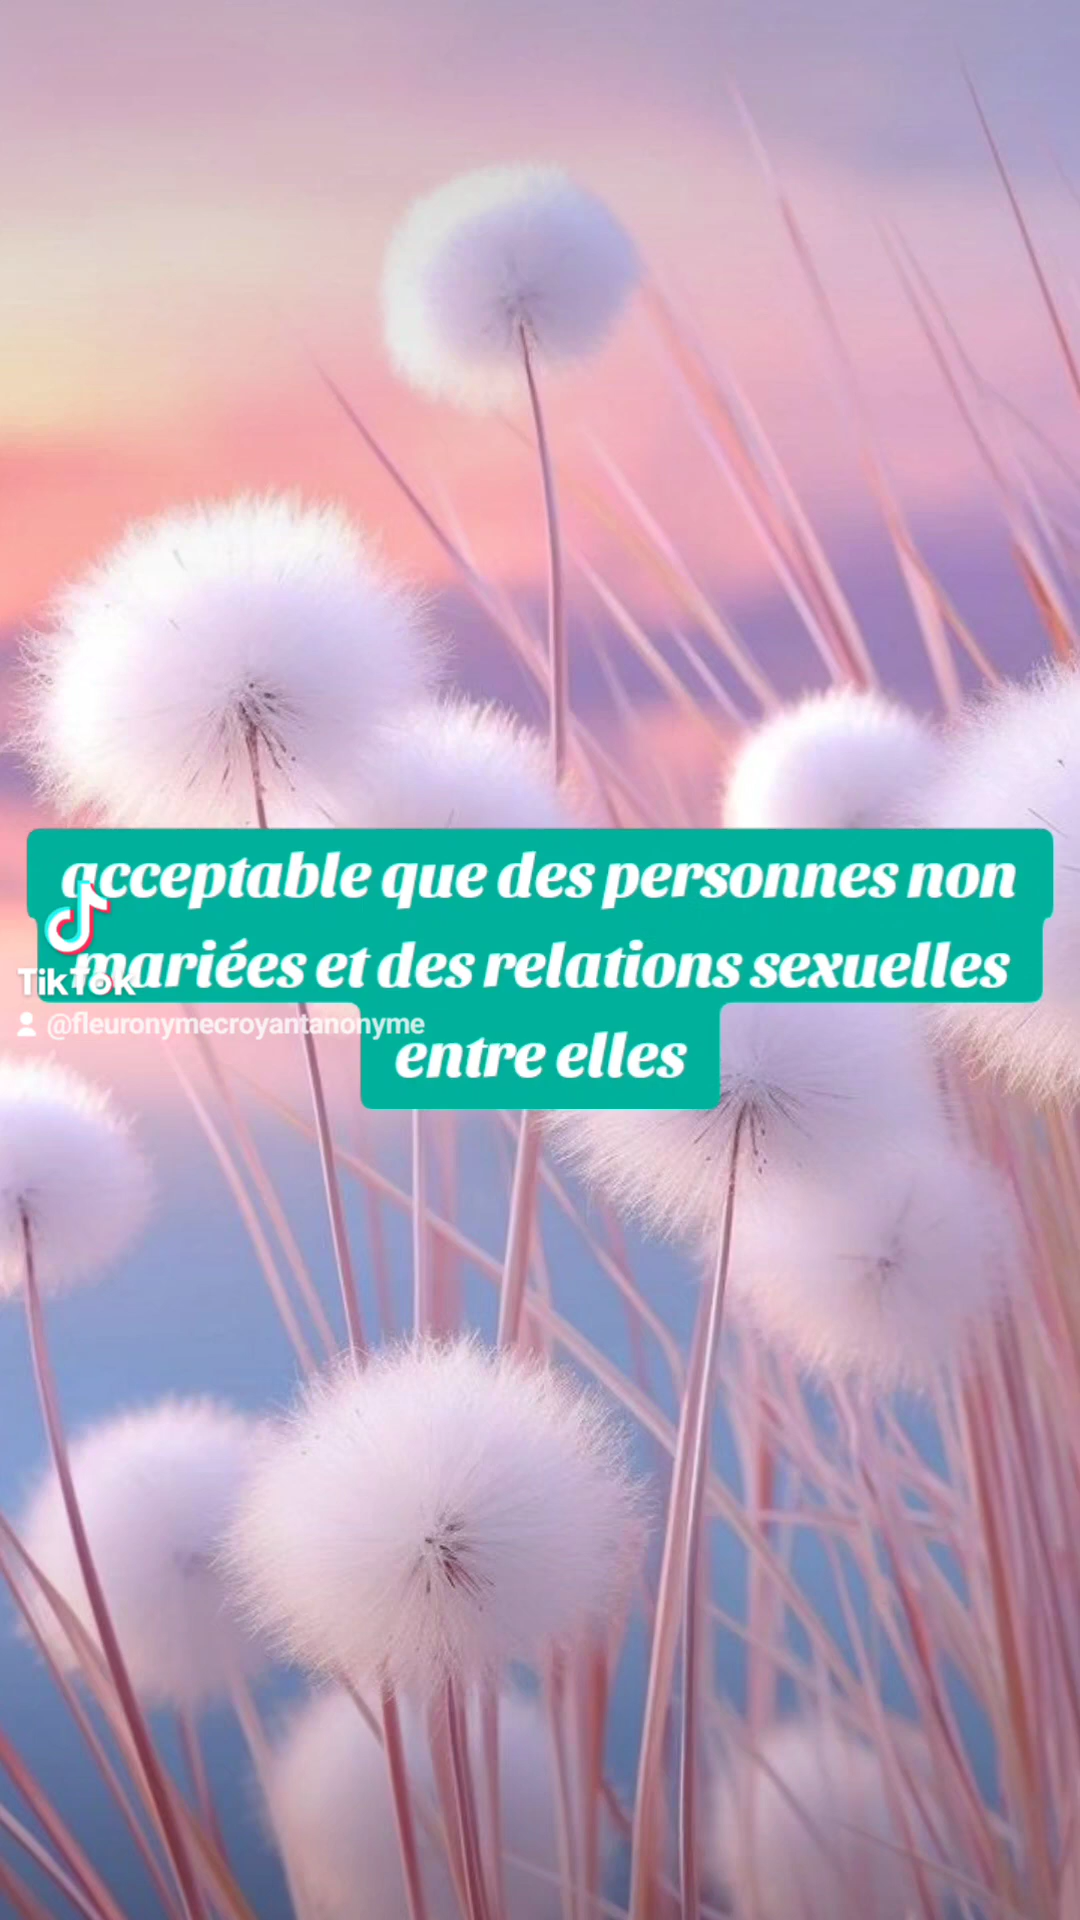 acceptable que des personnes non
mariées et des relations sexuelles
entre elles
TikTok
@fleuronymecroyantanonyme